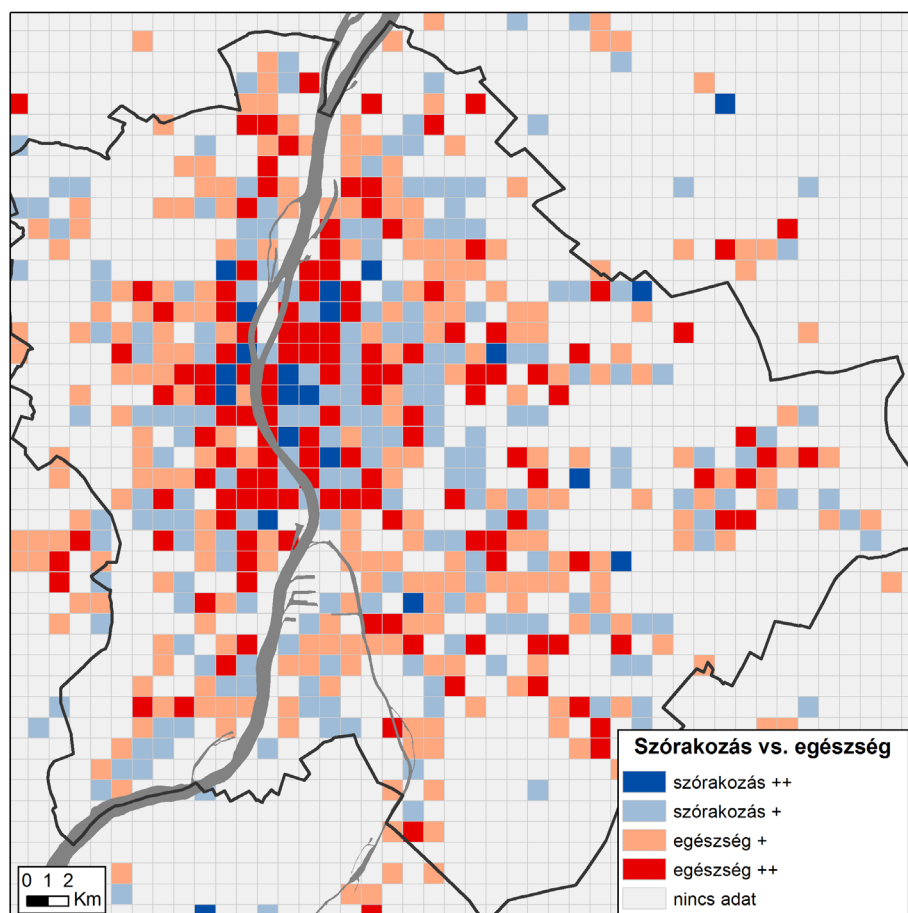 Szórakozás vs. egészség
szórakozás ++
szórakozás +
egészség +
egészség ++
nincs adat
0 1 2
Km